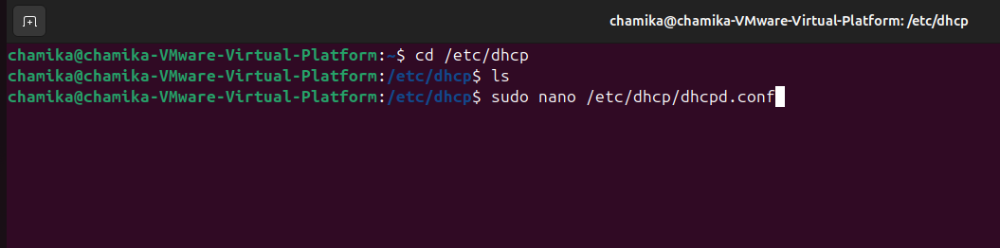 chamika@chamika-VMware-Virtual-Platform: /etc/dhcp
chamika@chamika-VMware-Virtual-Platform:~$ cd /etc/dhcp
chamika@chamika-VMware-Virtual-Platform:/etc/dhcp$ ls
chamika@chamika-VMware-Virtual-Platform:/etc/dhcp$ sudo nano /etc/dhcp/dhcpd.conf